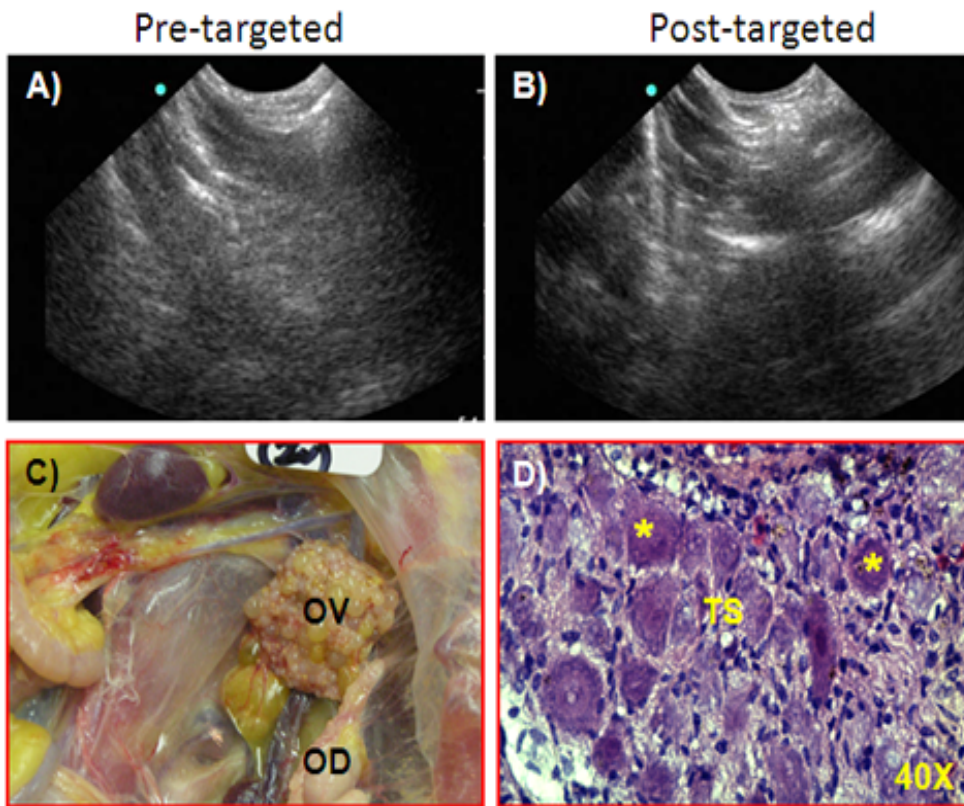 Pre-targeted
Post-targeted
A)
B)
C)
OV
OD
D)
*
*
TS
40X